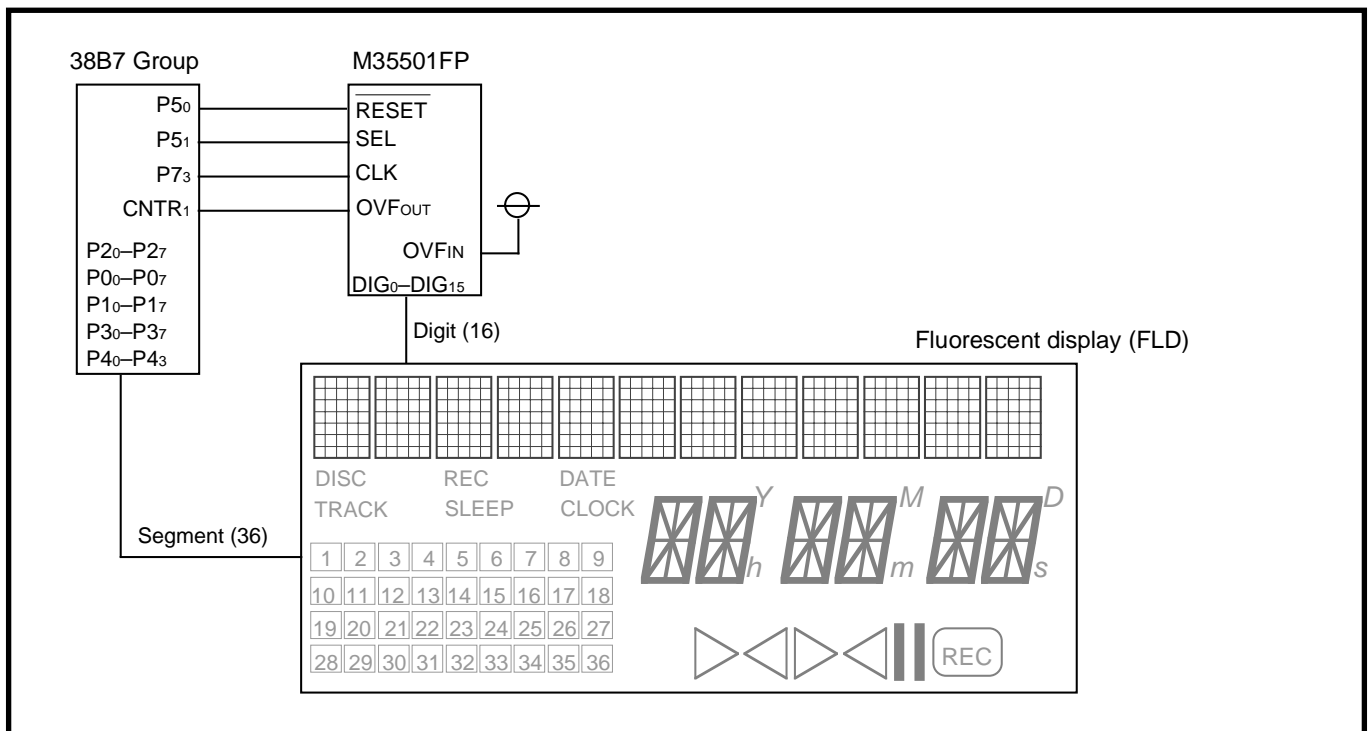 38B7 Group
M35501FP
P50
P51
P73
CNTR1
P20–P27
P00–P07
P10–P17
P30–P37
P40–P43
RESET
SEL
CLK
OVFOUT
OVFIN
DIG0–DIG15
Digit (16)
Fluorescent display (FLD)
Segment (36)
DISC REC DATE
TRACK SLEEP CLOCK
Y M D
h m s
1 2 3 4 5 6 7 8 9
10 11 12 13 14 15 16 17 18
19 20 21 22 23 24 25 26 27
28 29 30 31 32 33 34 35 36
REC